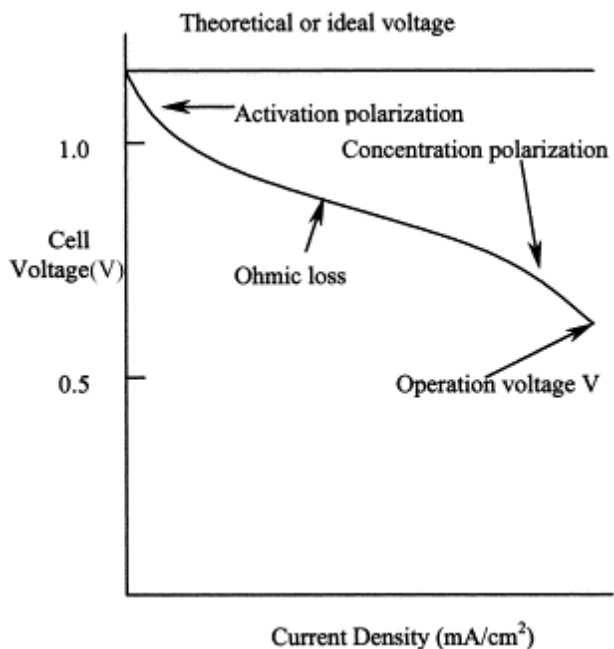 Theoretical or ideal voltage
Activation polarization
1.0
Concentration polarization
Cell
Voltage(V)
Ohmic loss
0.5
Operation voltage V
Current Density (mA/cm²)